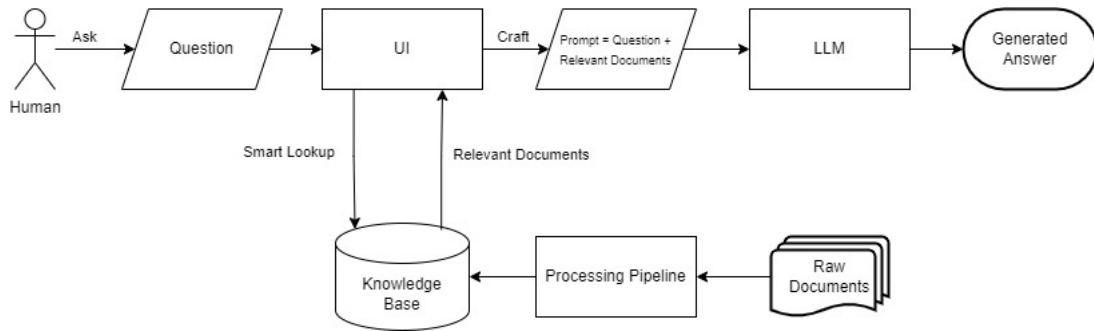 Ask
Question
UI
Craft
Prompt = Question +
Relevant Documents
LLM
Generated
Answer
Human
Smart Lookup
Relevant Documents
Knowledge
Base
Processing Pipeline
Raw
Documents